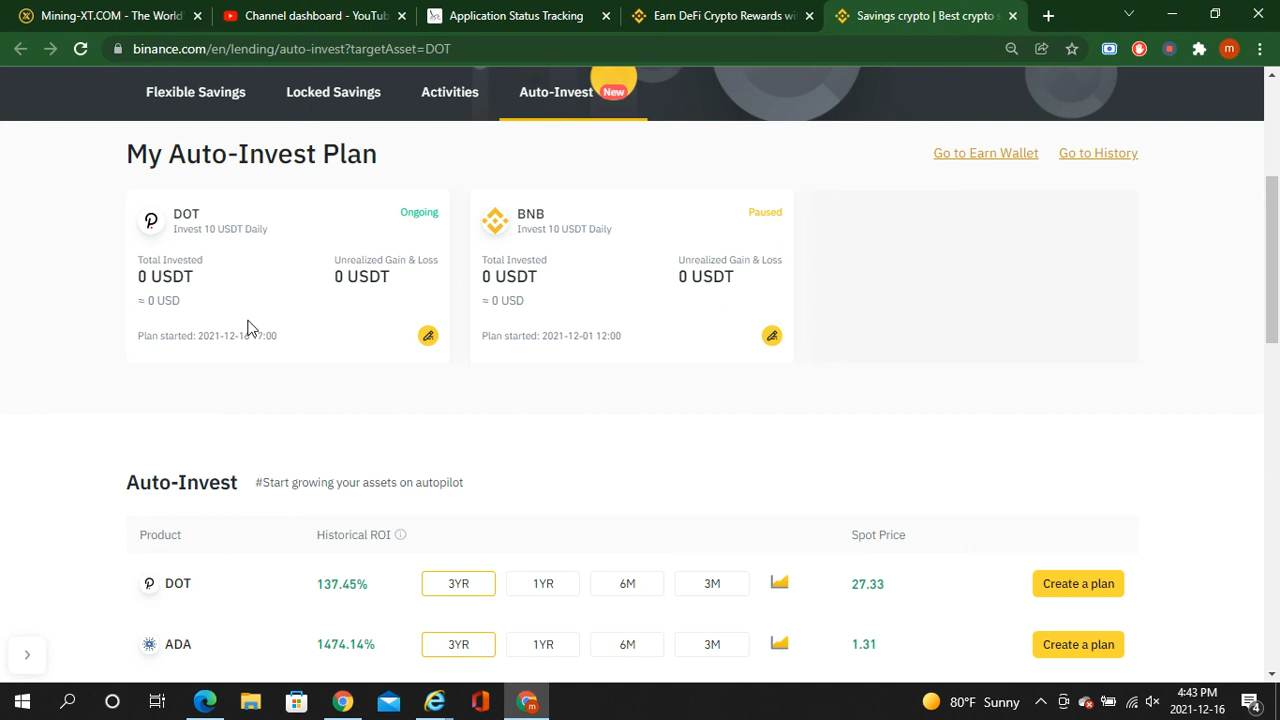 Mining-XT.COM - The World'
Channel dashboard - YouTub
Application Status Tracking
Earn DeFi Crypto Rewards wi
Savings crypto | Best crypto s
binance.com/en/lending/auto-invest?targetAsset=DOT
m
Flexible Savings
Locked Savings
Activities
Auto-Invest New
My Auto-Invest Plan
Go to Earn Wallet
Go to History
DOT
Invest 10 USDT Daily
Ongoing
Total Invested
0 USDT
≈ 0 USD
Unrealized Gain & Loss
0 USDT
Plan started: 2021-12-16 17:00
BNB
Invest 10 USDT Daily
Paused
Total Invested
0 USDT
≈ 0 USD
Unrealized Gain & Loss
0 USDT
Plan started: 2021-12-01 12:00
Auto-Invest #Start growing your assets on autopilot
Product Historical ROI Spot Price
DOT 137.45% 3YR 1YR 6M 3M 27.33 Create a plan
ADA 1474.14% 3YR 1YR 6M 3M 1.31 Create a plan
80°F Sunny
4:43 PM
2021-12-16
4